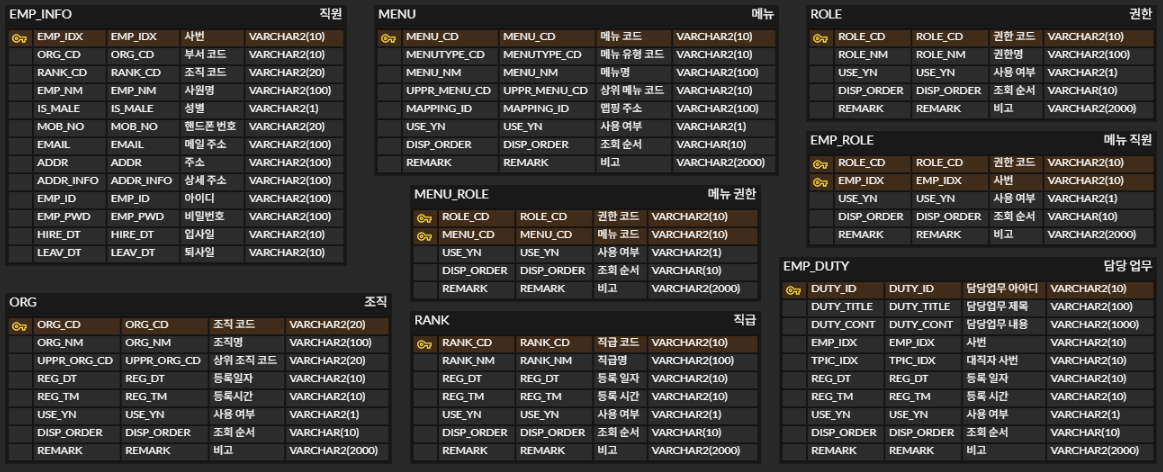 EMP_INFO 직원
EMP_IDX EMP_IDX 사번 VARCHAR2(10)
ORG_CD ORG_CD 부서 코드 VARCHAR2(10)
RANK_CD RANK_CD 조직 코드 VARCHAR2(20)
EMP_NM EMP_NM 사원명 VARCHAR2(100)
IS_MALE IS_MALE 성별 VARCHAR2(1)
MOB_NO MOB_NO 핸드폰 번호 VARCHAR2(20)
EMAIL EMAIL 메일 주소 VARCHAR2(100)
ADDR ADDR 주소 VARCHAR2(100)
ADDR_INFO ADDR_INFO 상세 주소 VARCHAR2(100)
EMP_ID EMP_ID 아이디 VARCHAR2(100)
EMP_PWD EMP_PWD 비밀번호 VARCHAR2(100)
HIRE_DT HIRE_DT 입사일 VARCHAR2(10)
LEAV_DT LEAV_DT 퇴사일 VARCHAR2(10)
ORG 조직
ORG_CD ORG_CD 조직 코드 VARCHAR2(20)
ORG_NM ORG_NM 조직명 VARCHAR2(100)
UPPR_ORG_CD UPPR_ORG_CD 상위 조직 코드 VARCHAR2(20)
REG_DT REG_DT 등록일자 VARCHAR2(10)
REG_TM REG_TM 등록시간 VARCHAR2(10)
USE_YN USE_YN 사용 여부 VARCHAR2(1)
DISP_ORDER DISP_ORDER 조회 순서 VARCHAR(10)
REMARK REMARK 비고 VARCHAR2(2000)
MENU 메뉴
MENU_CD MENU_CD 메뉴 코드 VARCHAR2(10)
MENUTYPE_CD MENUTYPE_CD 메뉴 유형 코드 VARCHAR2(10)
MENU_NM MENU_NM 메뉴명 VARCHAR2(100)
UPPR_MENU_CD UPPR_MENU_CD 상위 메뉴 코드 VARCHAR2(10)
MAPPING_ID MAPPING_ID 맵핑 주소 VARCHAR2(100)
USE_YN USE_YN 사용 여부 VARCHAR2(1)
DISP_ORDER DISP_ORDER 조회 순서 VARCHAR(10)
REMARK REMARK 비고 VARCHAR2(2000)
MENU_ROLE 메뉴 권한
ROLE_CD ROLE_CD 권한 코드 VARCHAR2(10)
MENU_CD MENU_CD 메뉴 코드 VARCHAR2(10)
USE_YN USE_YN 사용 여부 VARCHAR2(1)
DISP_ORDER DISP_ORDER 조회 순서 VARCHAR(10)
REMARK REMARK 비고 VARCHAR2(2000)
RANK 직급
RANK_CD RANK_CD 직급 코드 VARCHAR2(10)
RANK_NM RANK_NM 직급명 VARCHAR2(100)
REG_DT REG_DT 등록 일자 VARCHAR2(10)
REG_TM REG_TM 등록 시간 VARCHAR2(10)
USE_YN USE_YN 사용 여부 VARCHAR2(1)
DISP_ORDER DISP_ORDER 조회 순서 VARCHAR(10)
REMARK REMARK 비고 VARCHAR2(2000)
ROLE 권한
ROLE_CD ROLE_CD 권한 코드 VARCHAR2(10)
ROLE_NM ROLE_NM 권한명 VARCHAR2(100)
USE_YN USE_YN 사용 여부 VARCHAR2(1)
DISP_ORDER DISP_ORDER 조회 순서 VARCHAR(10)
REMARK REMARK 비고 VARCHAR2(2000)
EMP_ROLE 메뉴 직원
ROLE_CD ROLE_CD 권한 코드 VARCHAR2(10)
EMP_IDX EMP_IDX 사번 VARCHAR2(10)
USE_YN USE_YN 사용 여부 VARCHAR2(1)
DISP_ORDER DISP_ORDER 조회 순서 VARCHAR(10)
REMARK REMARK 비고 VARCHAR2(2000)
EMP_DUTY 담당 업무
DUTY_ID DUTY_ID 담당업무 아아디 VARCHAR2(10)
DUTY_TITLE DUTY_TITLE 담당업무 제목 VARCHAR2(100)
DUTY_CONT DUTY_CONT 담당업무 내용 VARCHAR2(1000)
EMP_IDX EMP_IDX 사번 VARCHAR2(10)
TPIC_IDX TPIC_IDX 대직자 사번 VARCHAR2(10)
REG_DT REG_DT 등록 일자 VARCHAR2(10)
REG_TM REG_TM 등록 시간 VARCHAR2(10)
USE_YN USE_YN 사용 여부 VARCHAR2(1)
DISP_ORDER DISP_ORDER 조회 순서 VARCHAR(10)
REMARK REMARK 비고 VARCHAR2(2000)